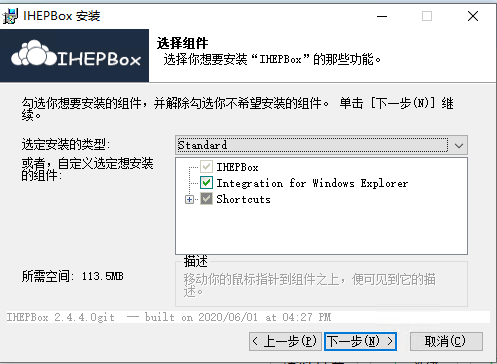 IHEPBox 安装
IHEPBox
选择组件
选择你想要安装“IHEPBox”的那些功能。
勾选你想要安装的组件，并解除勾选你不希望安装的组件。 单击 [下一步(N)] 继
续。
选定安装的类型:
Standard
或者，自定义选定想安装
的组件:
IHEPBox
Integration for Windows Explorer
Shortcuts
描述
移动你的鼠标指针到组件之上，便可见到它的描
述。
所需空间: 113.5MB
IHEPBox 2.4.4.0git — built on 2020/06/01 at 04:27 PM
< 上一步(P)
下一步(N) >
取消(C)